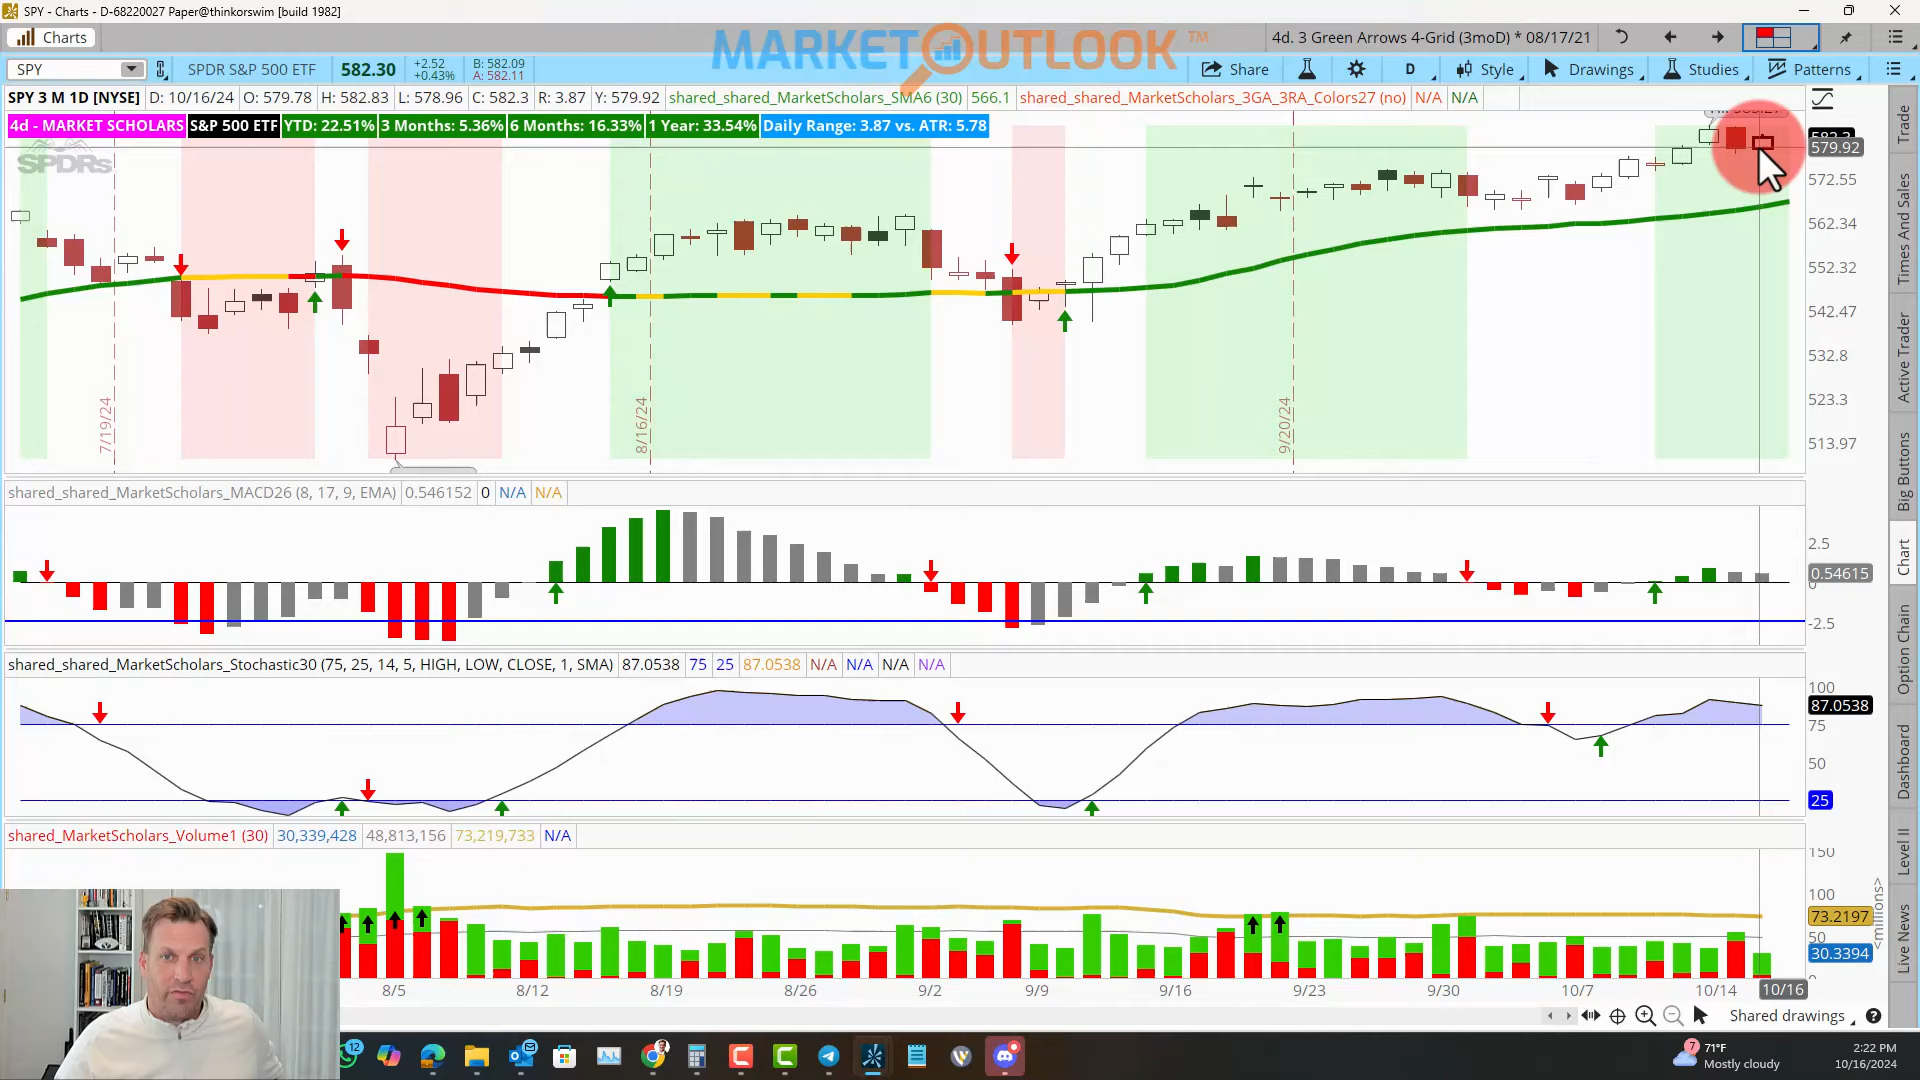 SPY - Charts - D-68220027 Paper@thinkorswim [build 1982]
Charts
MARKETOUTLOOK TM
4d. 3 Green Arrows 4-Grid (3moD) * 08/17/21
SPY
SPDR S&P 500 ETF
582.30
+2.52
+0.43%
B: 582.09
A: 582.11
Share
D
Style
Drawings
Studies
Patterns
SPY 3 M 1D [NYSE] D: 10/16/24 O: 579.78 H: 582.83 L: 578.96 C: 582.3 R: 3.87 Y: 579.92 shared_shared_MarketScholars_SMA6 (30) 566.1 shared_shared_MarketScholars_3GA_3RA_Colors27 (no) N/A N/A
4d - MARKET SCHOLARS S&P 500 ETF YTD: 22.51% 3 Months: 5.36% 6 Months: 16.33% 1 Year: 33.54% Daily Range: 3.87 vs. ATR: 5.78
SPDRs
579.92
572.55
562.34
552.32
542.47
532.8
523.3
513.97
7/19/24
8/16/24
9/20/24
shared_shared_MarketScholars_MACD26 (8, 17, 9, EMA) 0.546152 0 N/A N/A
2.5
0.54615
-2.5
shared_shared_MarketScholars_Stochastic30 (75, 25, 14, 5, HIGH, LOW, CLOSE, 1, SMA) 87.0538 75 25 87.0538 N/A N/A N/A N/A
100
87.0538
75
50
25
shared_MarketScholars_Volume1 (30) 30,339,428 48,813,156 73,219,733 N/A
150
100
73.2197
50
30.3394
<millions>
8/5 8/12 8/19 8/26 9/2 9/9 9/16 9/23 9/30 10/7 10/14 10/16
Shared drawings
Trade
Times And Sales
Active Trader
Big Buttons
Chart
Option Chain
Dashboard
Level II
Live News
12
7
71°F
Mostly cloudy
2:22 PM
10/16/2024